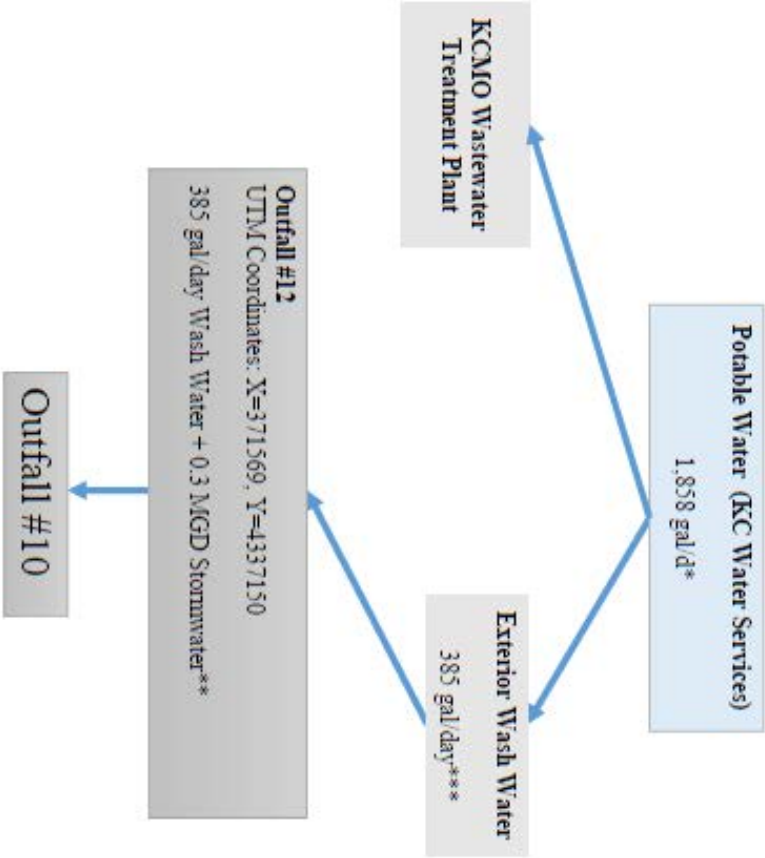 Potable Water (KC Water Services)
1,858 gal/d*
KCMO Wastewater
Treatment Plant
Exterior Wash Water
385 gal/day***
Outfall #12
UTM Coordinates: X=371569, Y=4337150
385 gal/day Wash Water + 0.3 MGD Stormwater**
Outfall #10